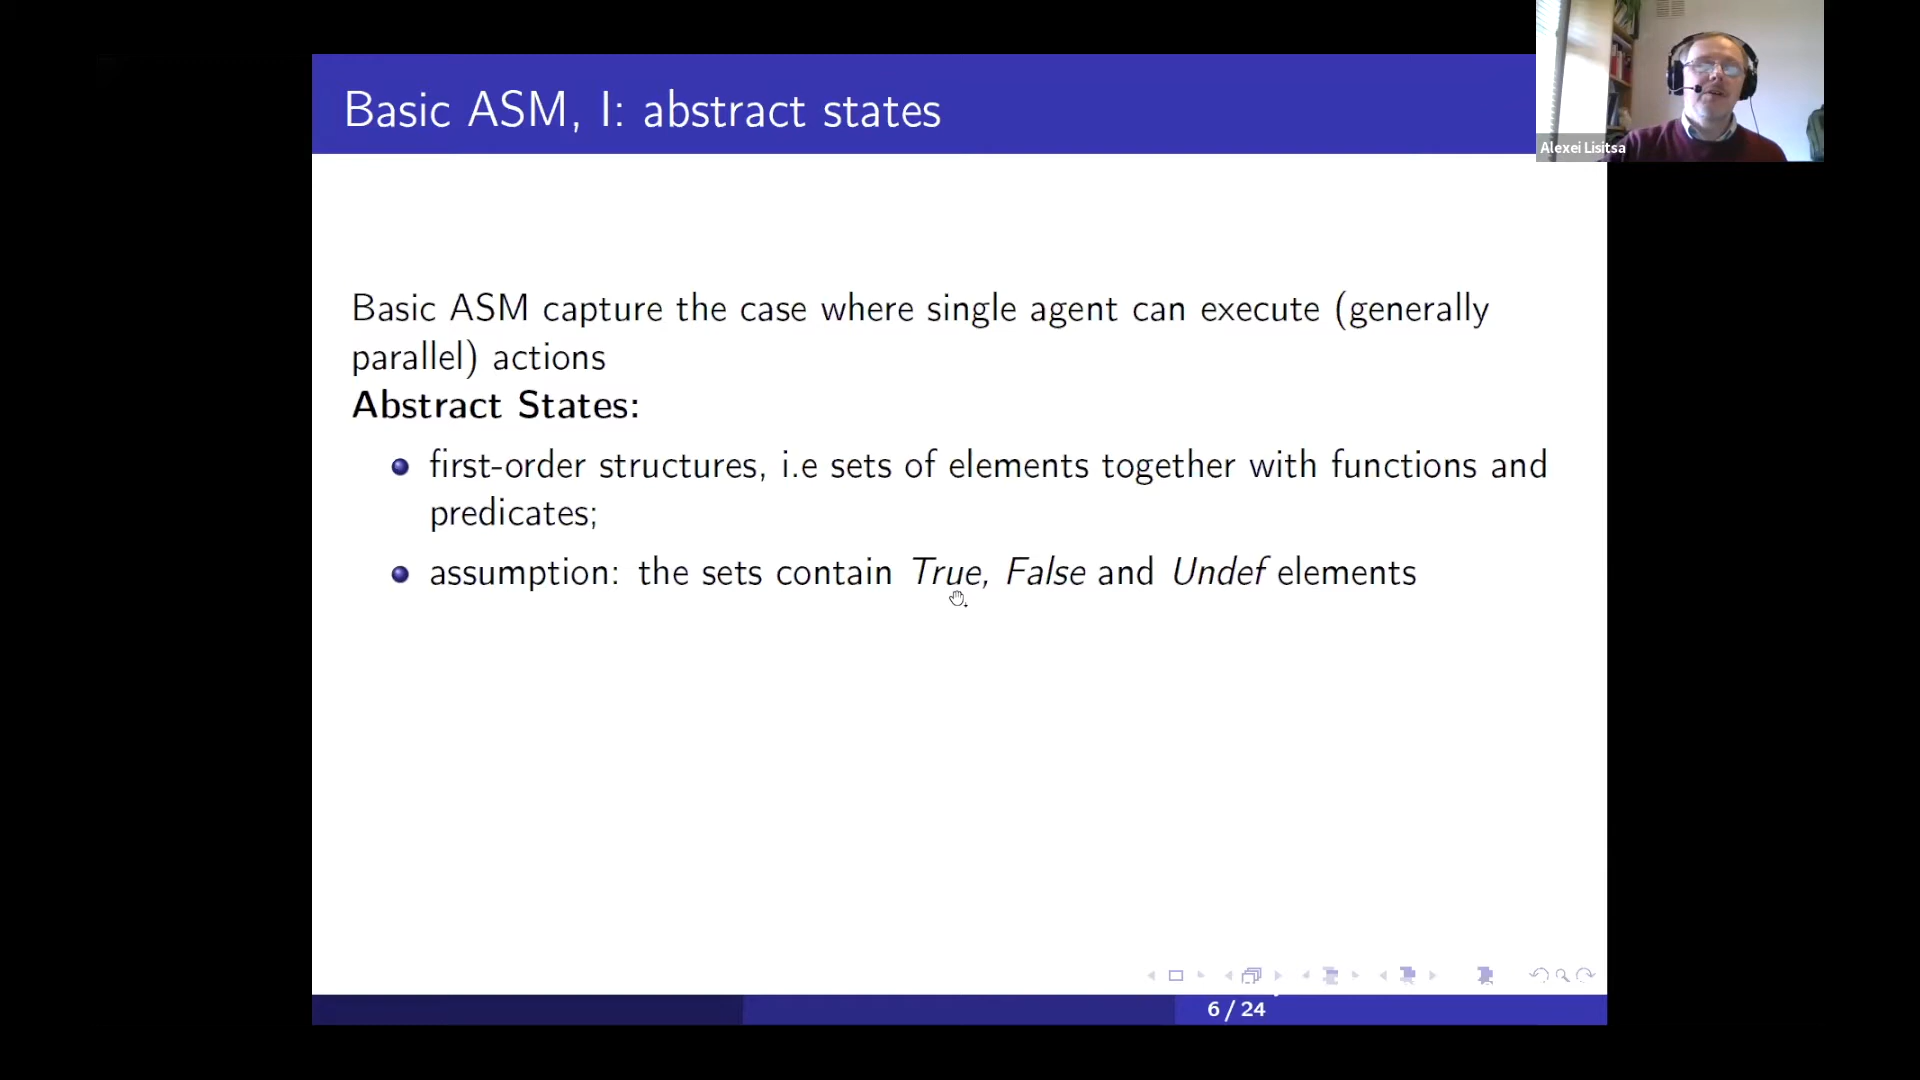 Basic ASM, I: abstract states
Alexei Lisitsa
Basic ASM capture the case where single agent can execute (generally
parallel) actions
Abstract States:
first-order structures, i.e sets of elements together with functions and
predicates;
assumption: the sets contain True, False and Undef elements
6 / 24